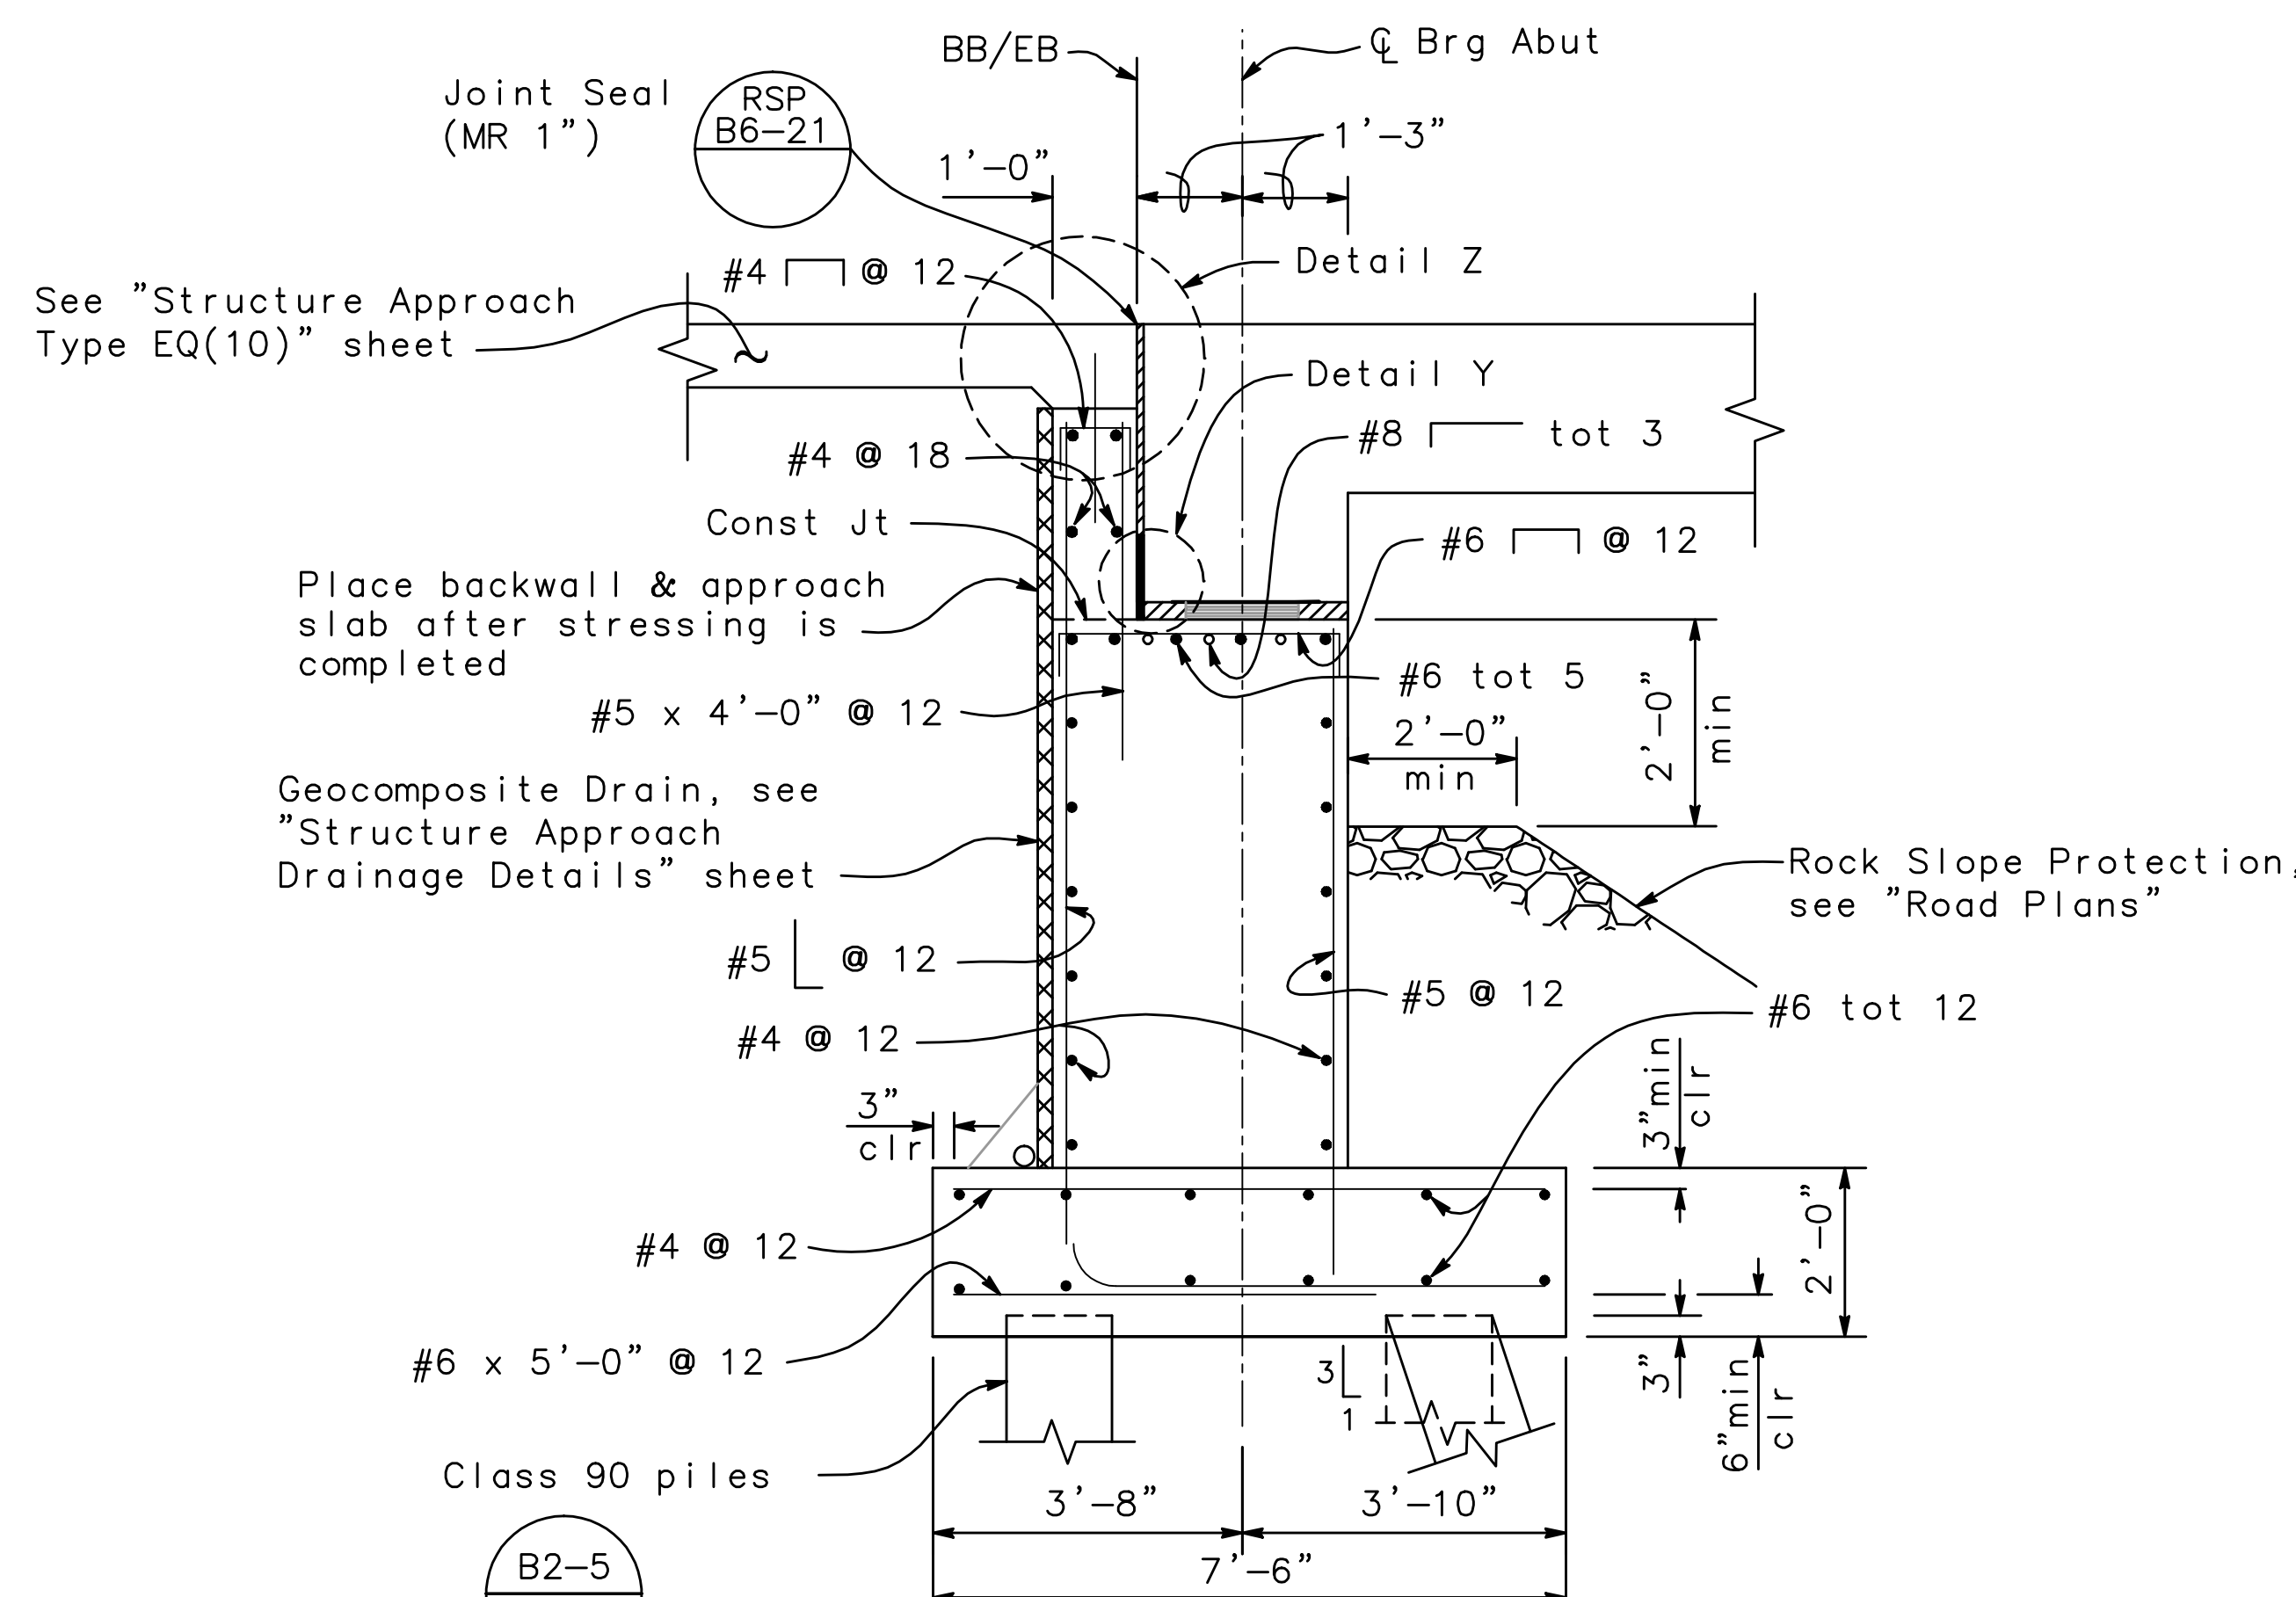 BB/EB
℄ Brg Abut
Joint Seal
(MR 1")
RSP
B6-21
1'-0"
1'-3"
#4 @ 12
Detail Z
See "Structure Approach
Type EQ(10)" sheet
Detail Y
#4 @ 18
#8 tot 3
Const Jt
#6 @ 12
Place backwall & approach
slab after stressing is
completed
#6 tot 5
#5 x 4'-0" @ 12
2'-0"
min
2'-0"
min
Geocomposite Drain, see
"Structure Approach
Drainage Details" sheet
Rock Slope Protection,
see "Road Plans"
#5 @ 12
#5 @ 12
#6 tot 12
#4 @ 12
3"
clr
3"min
clr
2'-0"
#4 @ 12
#6 x 5'-0" @ 12
3
1
3"
6"min
clr
Class 90 piles
3'-8"
3'-10"
B2-5
7'-6"